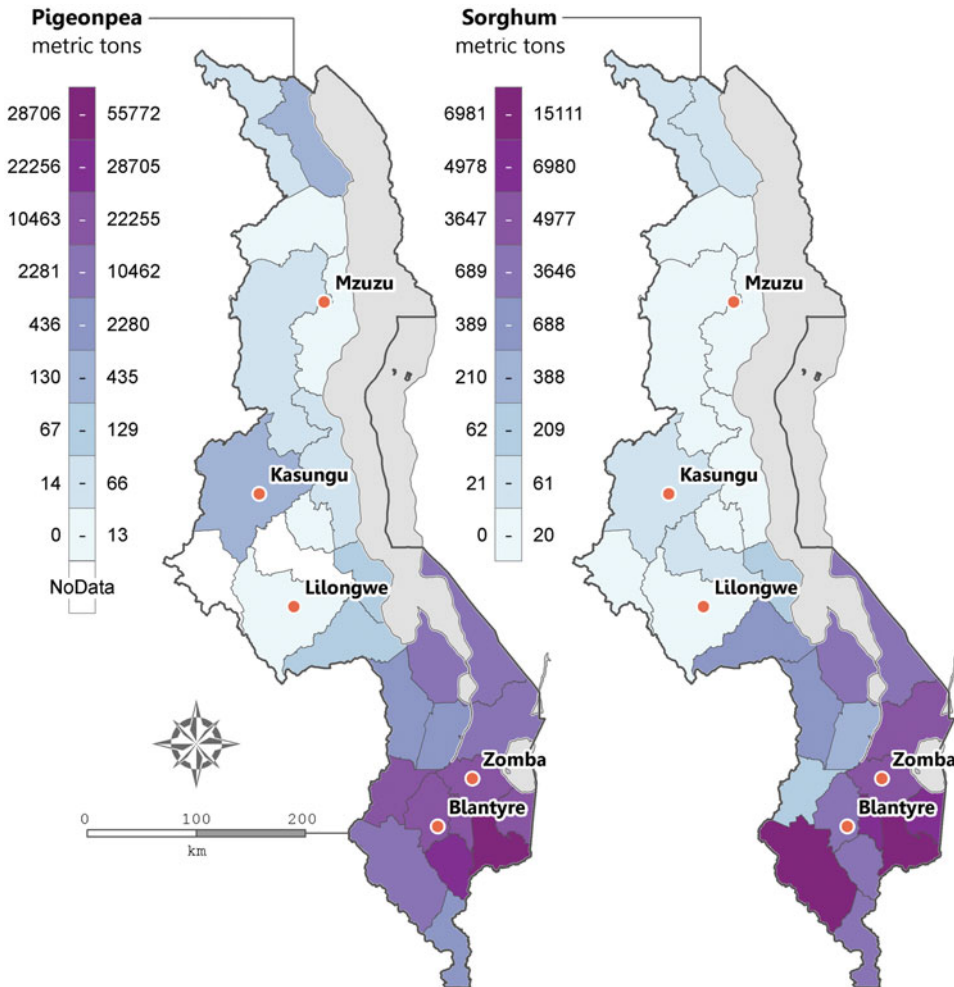 Pigeonpea
metric tons
28706 - 55772
22256 - 28705
10463 - 22255
2281 - 10462
436 - 2280
130 - 435
67 - 129
14 - 66
0 - 13
NoData
Mzuzu
Kasungu
Lilongwe
Zomba
Blantyre
0 100 200
km
Sorghum
metric tons
6981 - 15111
4978 - 6980
3647 - 4977
689 - 3646
389 - 688
210 - 388
62 - 209
21 - 61
0 - 20
Mzuzu
Kasungu
Lilongwe
Zomba
Blantyre